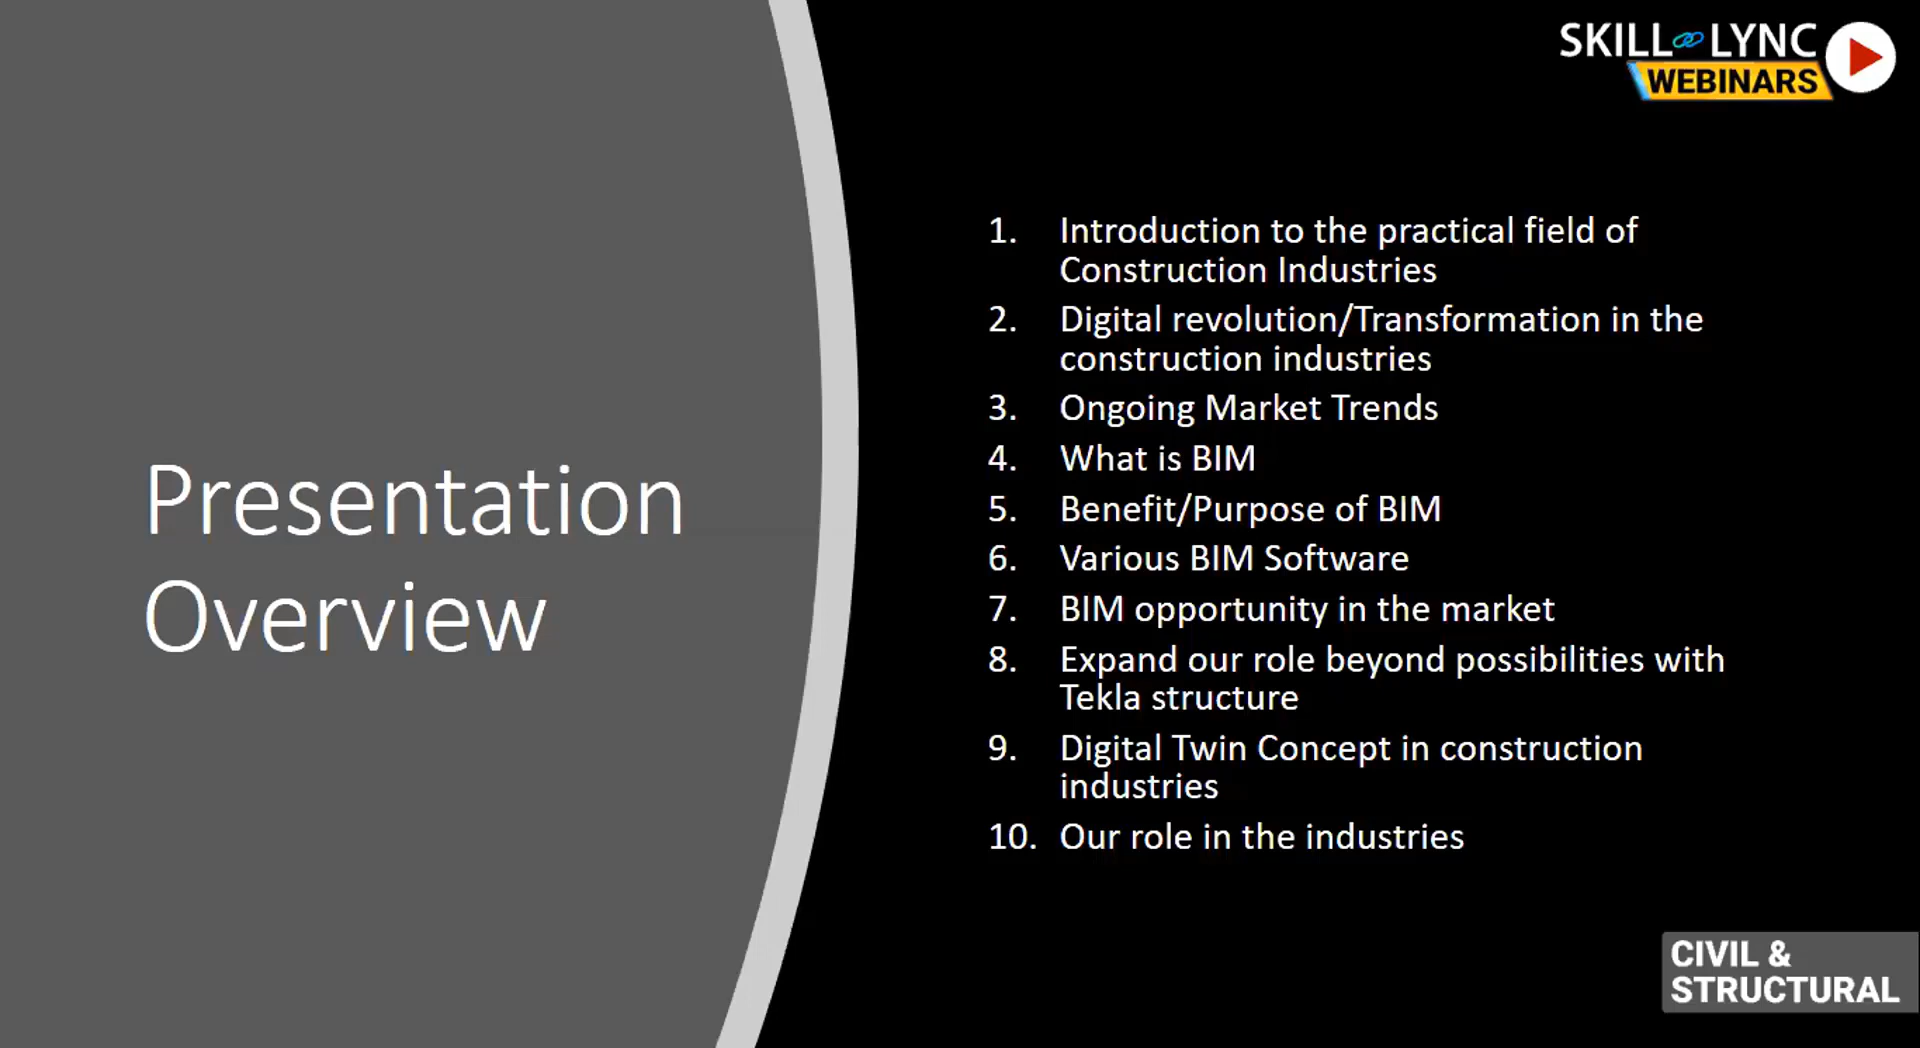 SKILL LYNC
WEBINARS
Presentation
Overview
1. Introduction to the practical field of
Construction Industries
2. Digital revolution/Transformation in the
construction industries
3. Ongoing Market Trends
4. What is BIM
5. Benefit/Purpose of BIM
6. Various BIM Software
7. BIM opportunity in the market
8. Expand our role beyond possibilities with
Tekla structure
9. Digital Twin Concept in construction
industries
10. Our role in the industries
CIVIL &
STRUCTURAL